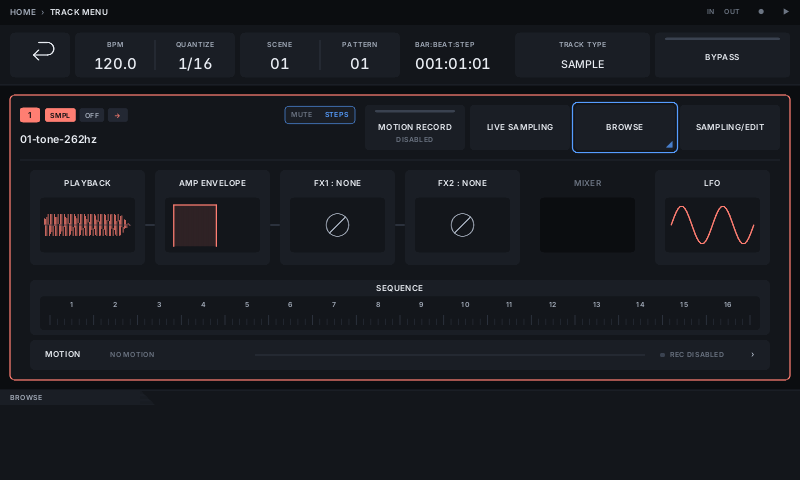 HOME › TRACK MENU
IN OUT
BPM QUANTIZE SCENE PATTERN BAR:BEAT:STEP TRACK TYPE
120.0 1/16 01 01 001:01:01 SAMPLE BYPASS
1 SMPL OFF → MUTE STEPS
MOTION RECORD LIVE SAMPLING BROWSE SAMPLING/EDIT
DISABLED
01-tone-262hz
PLAYBACK AMP ENVELOPE FX1 : NONE FX2 : NONE MIXER LFO
SEQUENCE
1 2 3 4 5 6 7 8 9 10 11 12 13 14 15 16
MOTION NO MOTION REC DISABLED ›
BROWSE